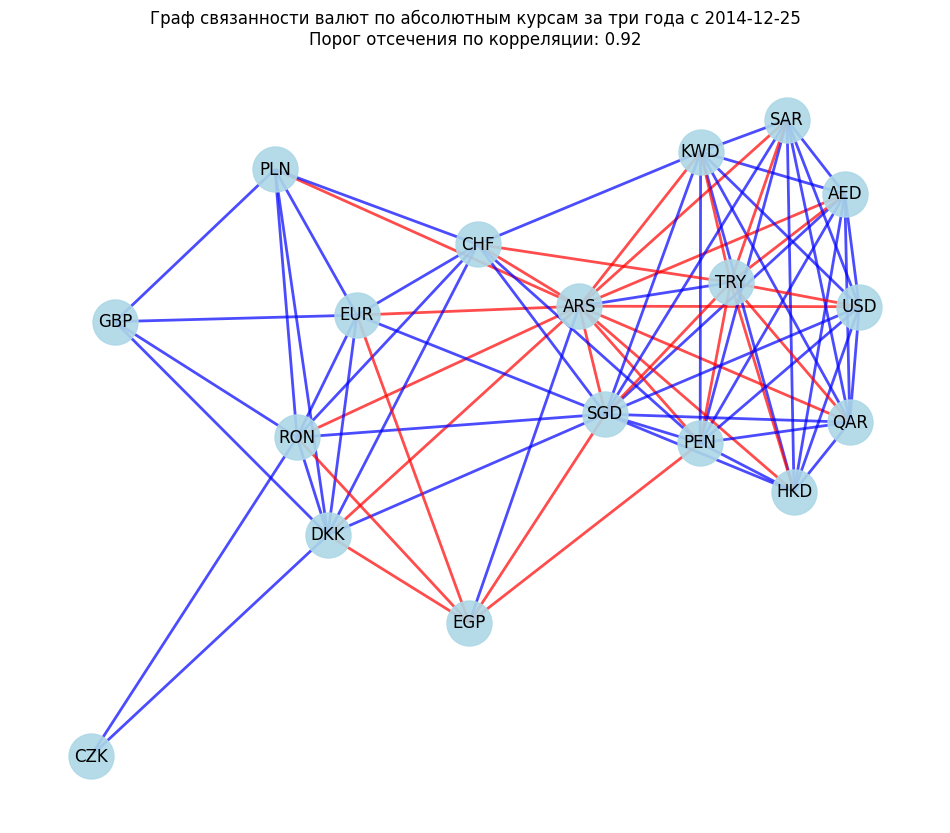 Граф связанности валют по абсолютным курсам за три года с 2014-12-25
Порог отсечения по корреляции: 0.92
SAR
KWD
PLN
AED
CHF
TRY
ARS
USD
EUR
GBP
SGD
QAR
RON
PEN
HKD
DKK
EGP
CZK